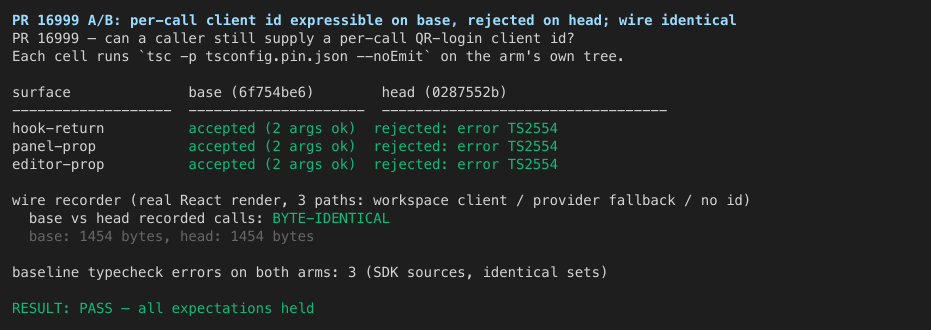 PR 16999 A/B: per-call client id expressible on base, rejected on head; wire identical
PR 16999 — can a caller still supply a per-call QR-login client id?
Each cell runs `tsc -p tsconfig.pin.json --noEmit` on the arm's own tree.
surface base (6f754be6) head (0287552b)
------------------- --------------------- ----------------------------------
hook-return accepted (2 args ok) rejected: error TS2554
panel-prop accepted (2 args ok) rejected: error TS2554
editor-prop accepted (2 args ok) rejected: error TS2554
wire recorder (real React render, 3 paths: workspace client / provider fallback / no id)
base vs head recorded calls: BYTE-IDENTICAL
base: 1454 bytes, head: 1454 bytes
baseline typecheck errors on both arms: 3 (SDK sources, identical sets)
RESULT: PASS — all expectations held